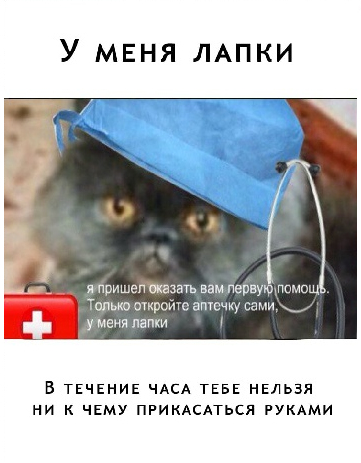 У МЕНЯ ЛАПКИ
я пришел оказать вам первую помощь.
Только откройте аптечку сами,
у меня лапки
В ТЕЧЕНИЕ ЧАСА ТЕБЕ НЕЛЬЗЯ
НИ К ЧЕМУ ПРИКАСАТЬСЯ РУКАМИ